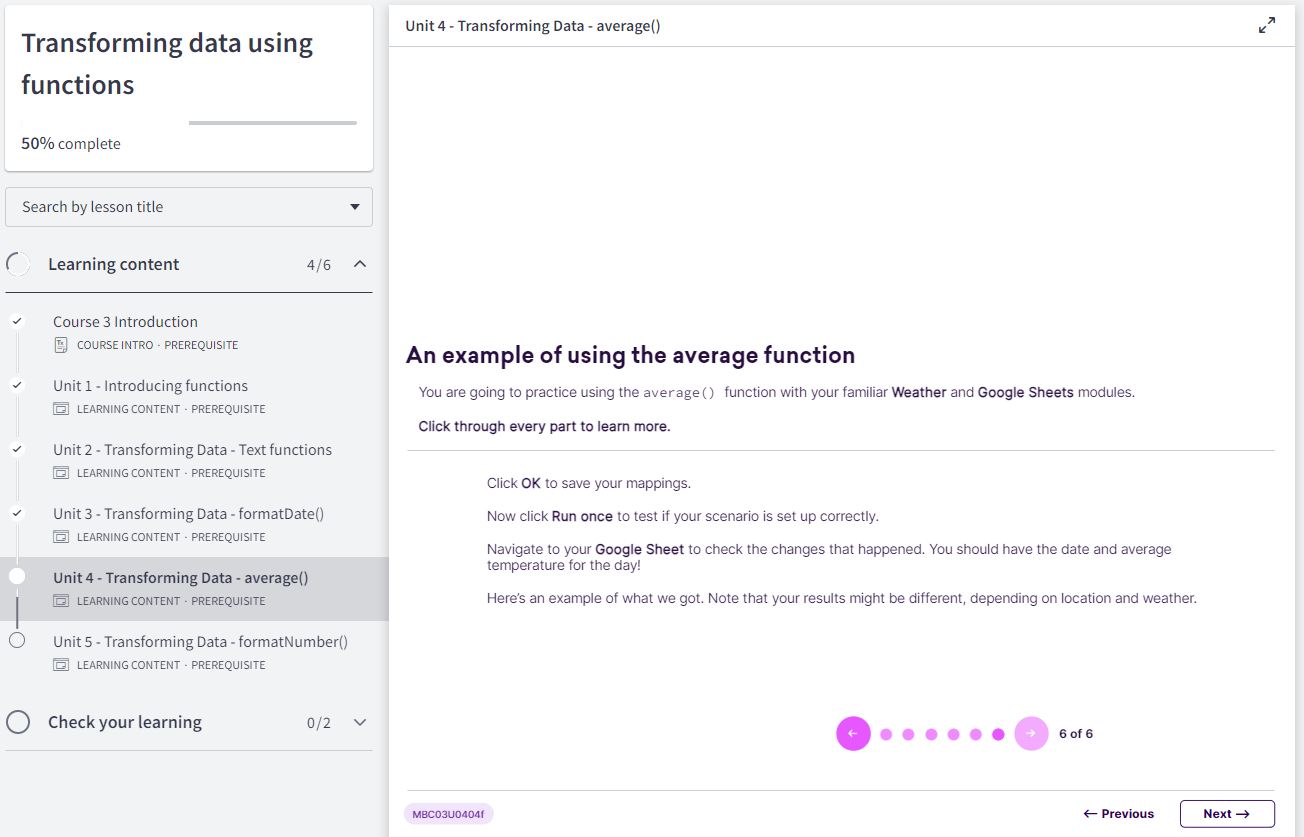 Transforming data using
functions
50% complete
Search by lesson title
Learning content 4/6
Course 3 Introduction
COURSE INTRO · PREREQUISITE
Unit 1 - Introducing functions
LEARNING CONTENT · PREREQUISITE
Unit 2 - Transforming Data - Text functions
LEARNING CONTENT · PREREQUISITE
Unit 3 - Transforming Data - formatDate()
LEARNING CONTENT · PREREQUISITE
Unit 4 - Transforming Data - average()
LEARNING CONTENT · PREREQUISITE
Unit 5 - Transforming Data - formatNumber()
LEARNING CONTENT · PREREQUISITE
Check your learning 0/2
Unit 4 - Transforming Data - average()
An example of using the average function
You are going to practice using the average() function with your familiar Weather and Google Sheets modules.
Click through every part to learn more.
Click OK to save your mappings.
Now click Run once to test if your scenario is set up correctly.
Navigate to your Google Sheet to check the changes that happened. You should have the date and average
temperature for the day!
Here's an example of what we got. Note that your results might be different, depending on location and weather.
← → 6 of 6
MBC03U0404f ← Previous Next →